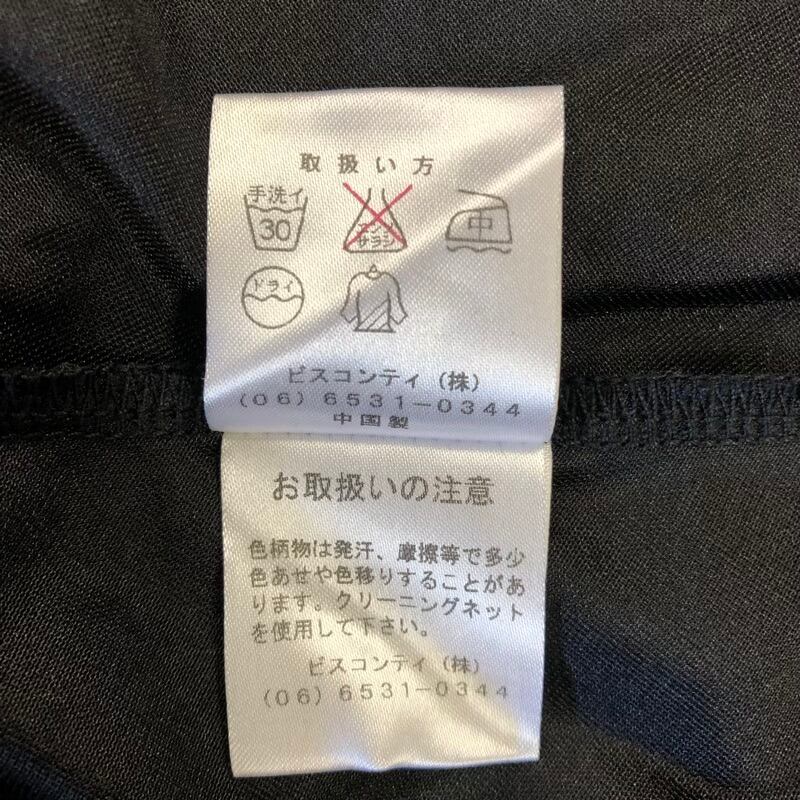 取扱い方
手洗イ
30
エンソ
サラシ
中
ドライ
ビスコンティ(株)
(06)6531-0344
中国製
お取扱いの注意
色柄物は発汗、摩擦等で多少
色あせや色移りすることがあ
ります。クリーニングネット
を使用して下さい。
ビスコンティ(株)
(06)6531-0344